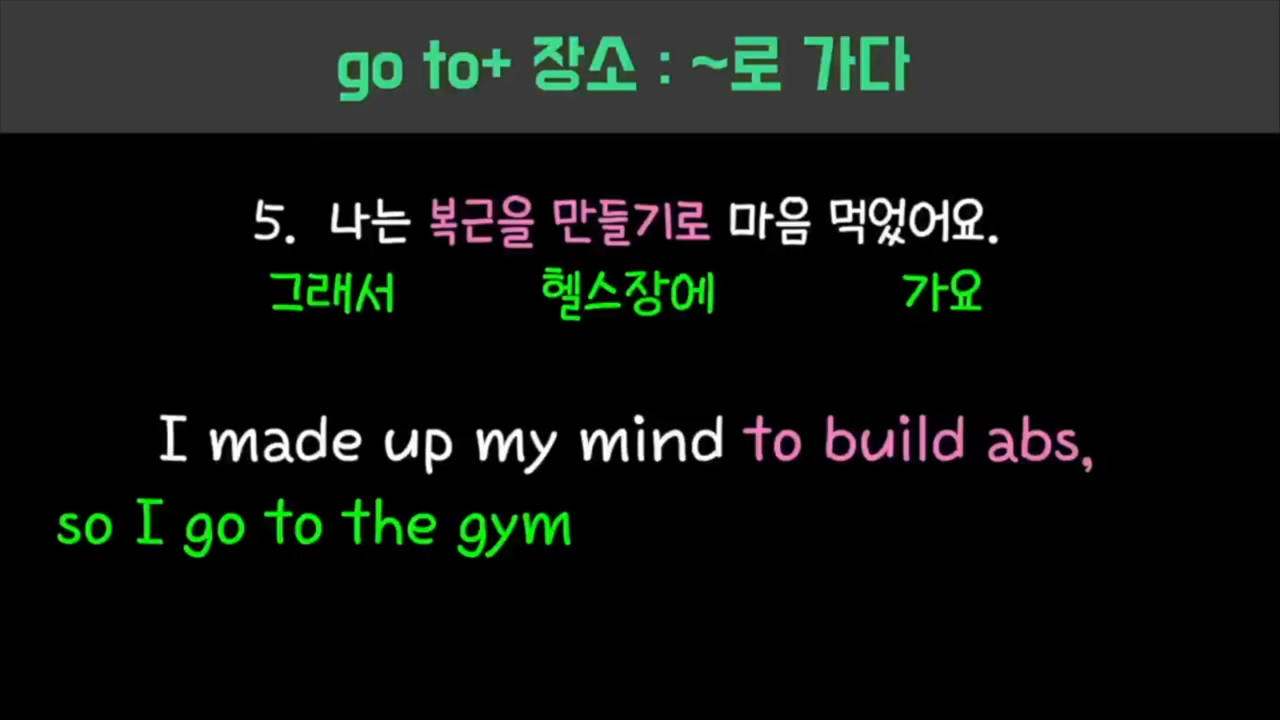 go to+ 장소 : ~로 가다
5. 나는 복근을 만들기로 마음 먹었어요.
그래서 헬스장에 가요
I made up my mind to build abs,
so I go to the gym